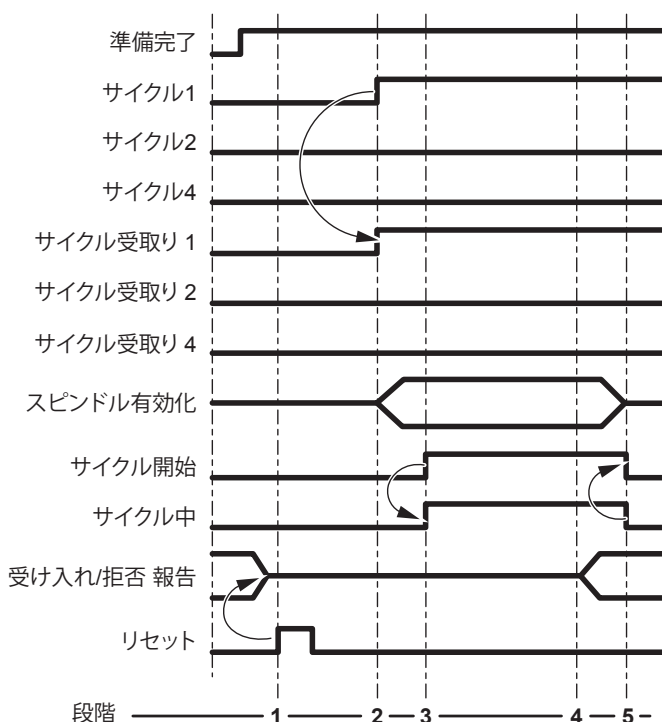 準備完了
サイクル1
サイクル2
サイクル4
サイクル受取り 1
サイクル受取り 2
サイクル受取り 4
スピンドル有効化
サイクル開始
サイクル中
受け入れ/拒否 報告
リセット
段階 1 2 3 4 5